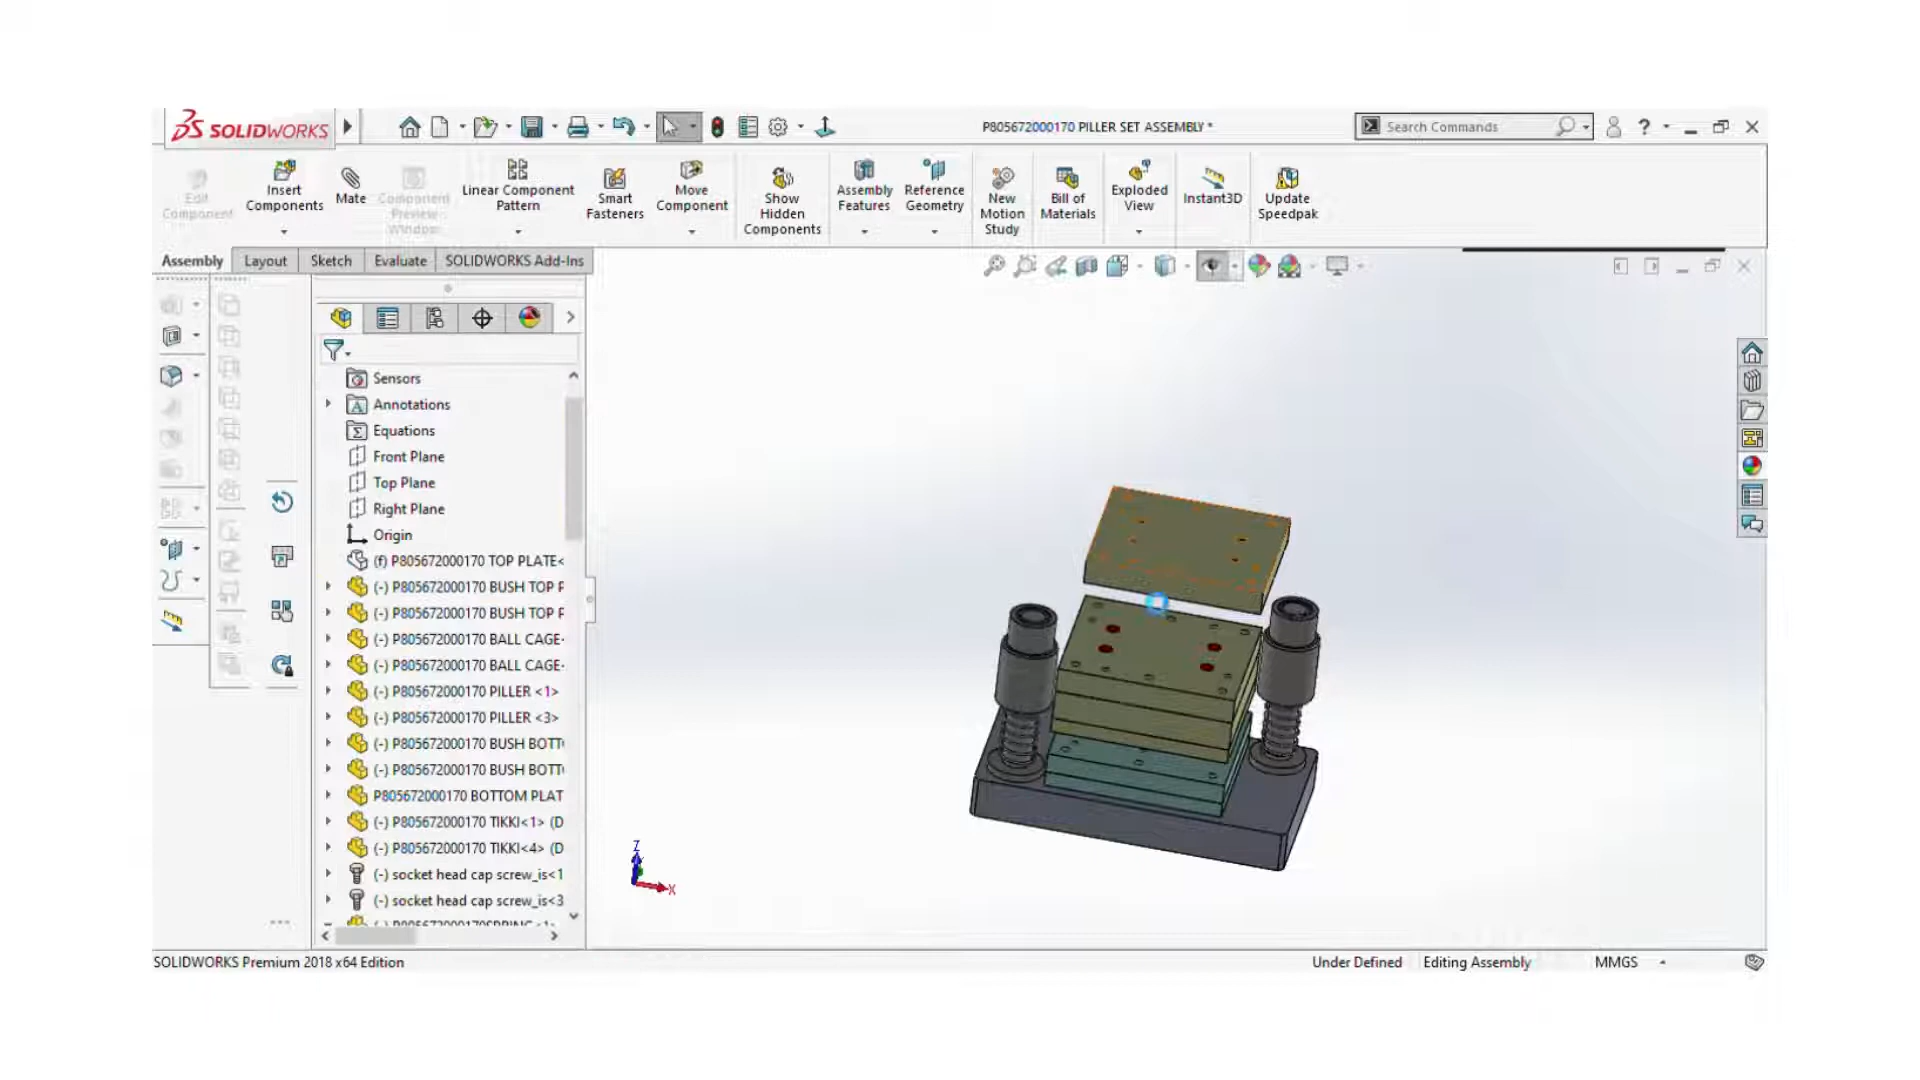 SOLIDWORKS
P805672000170 PILLER SET ASSEMBLY *
Search Commands
?
Edit Component
Insert Components
Mate
Component Preview Window
Linear Component Pattern
Smart Fasteners
Move Component
Show Hidden Components
Assembly Features
Reference Geometry
New Motion Study
Bill of Materials
Exploded View
Instant3D
Update Speedpak
Assembly
Layout
Sketch
Evaluate
SOLIDWORKS Add-Ins
Sensors
Annotations
Equations
Front Plane
Top Plane
Right Plane
Origin
(f) P805672000170 TOP PLATE<
(-) P805672000170 BUSH TOP P
(-) P805672000170 BUSH TOP P
(-) P805672000170 BALL CAGE
(-) P805672000170 BALL CAGE
(-) P805672000170 PILLER <1>
(-) P805672000170 PILLER <3>
(-) P805672000170 BUSH BOTT
(-) P805672000170 BUSH BOTT
P805672000170 BOTTOM PLAT
(-) P805672000170 TIKKI<1> (D
(-) P805672000170 TIKKI<4> (D
(-) socket head cap screw_is<1
(-) socket head cap screw_is<3
Z
X
SOLIDWORKS Premium 2018 x64 Edition
Under Defined
Editing Assembly
MMGS